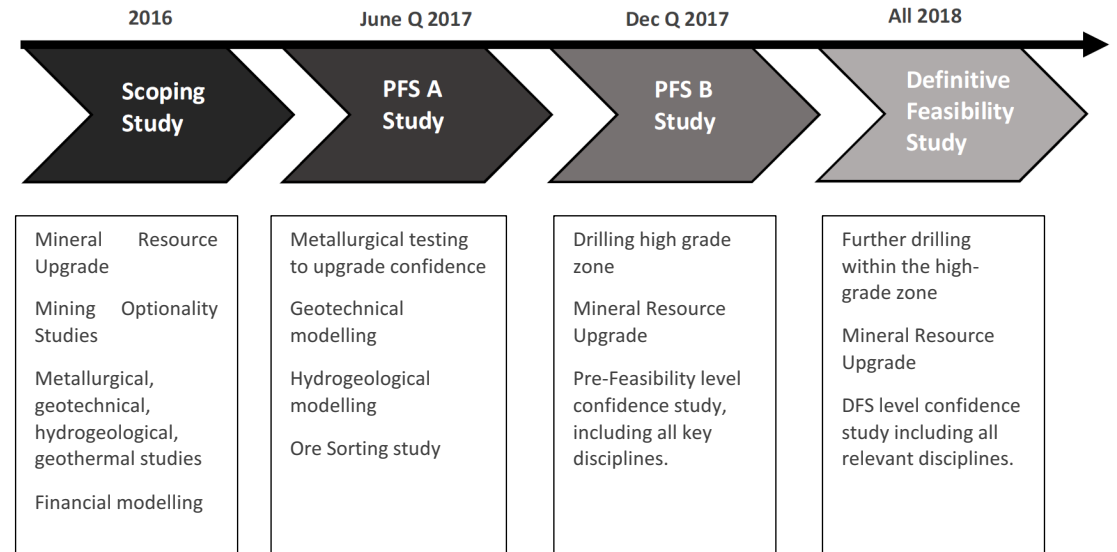 2016
June Q 2017
Dec Q 2017
All 2018
Scoping
Study
PFS A
Study
PFS B
Study
Definitive
Feasibility
Study
Mineral Resource
Upgrade
Mining Optionality
Studies
Metallurgical,
geotechnical,
hydrogeological,
geothermal studies
Financial modelling
Metallurgical testing
to upgrade confidence
Geotechnical
modelling
Hydrogeological
modelling
Ore Sorting study
Drilling high grade
zone
Mineral Resource
Upgrade
Pre-Feasibility level
confidence study,
including all key
disciplines.
Further drilling
within the high-
grade zone
Mineral Resource
Upgrade
DFS level confidence
study including all
relevant disciplines.